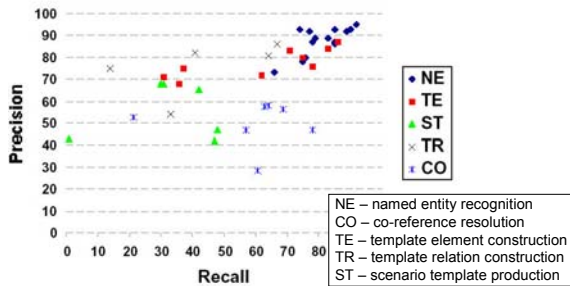 100
90
80
70
60
50
40
30
20
10
0
Precision
0 10 20 30 40 50 60 70 80
Recall
NE
TE
ST
TR
CO
NE – named entity recognition
CO – co-reference resolution
TE – template element construction
TR – template relation construction
ST – scenario template production